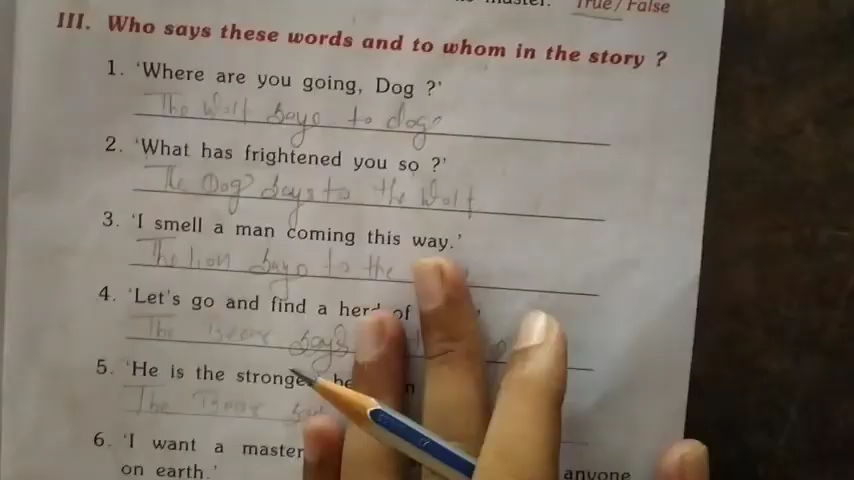 master. True/False
III. Who says these words and to whom in the story ?
1. 'Where are you going, Dog ?'
The Wolf says to dog
2. 'What has frightened you so ?'
The Dog says to the Wolf
3. 'I smell a man coming this way.'
The lion says to the
4. 'Let's go and find a herd of
The Bear says
5. 'He is the
The Bear
6. 'I want a master anyone
on earth.'